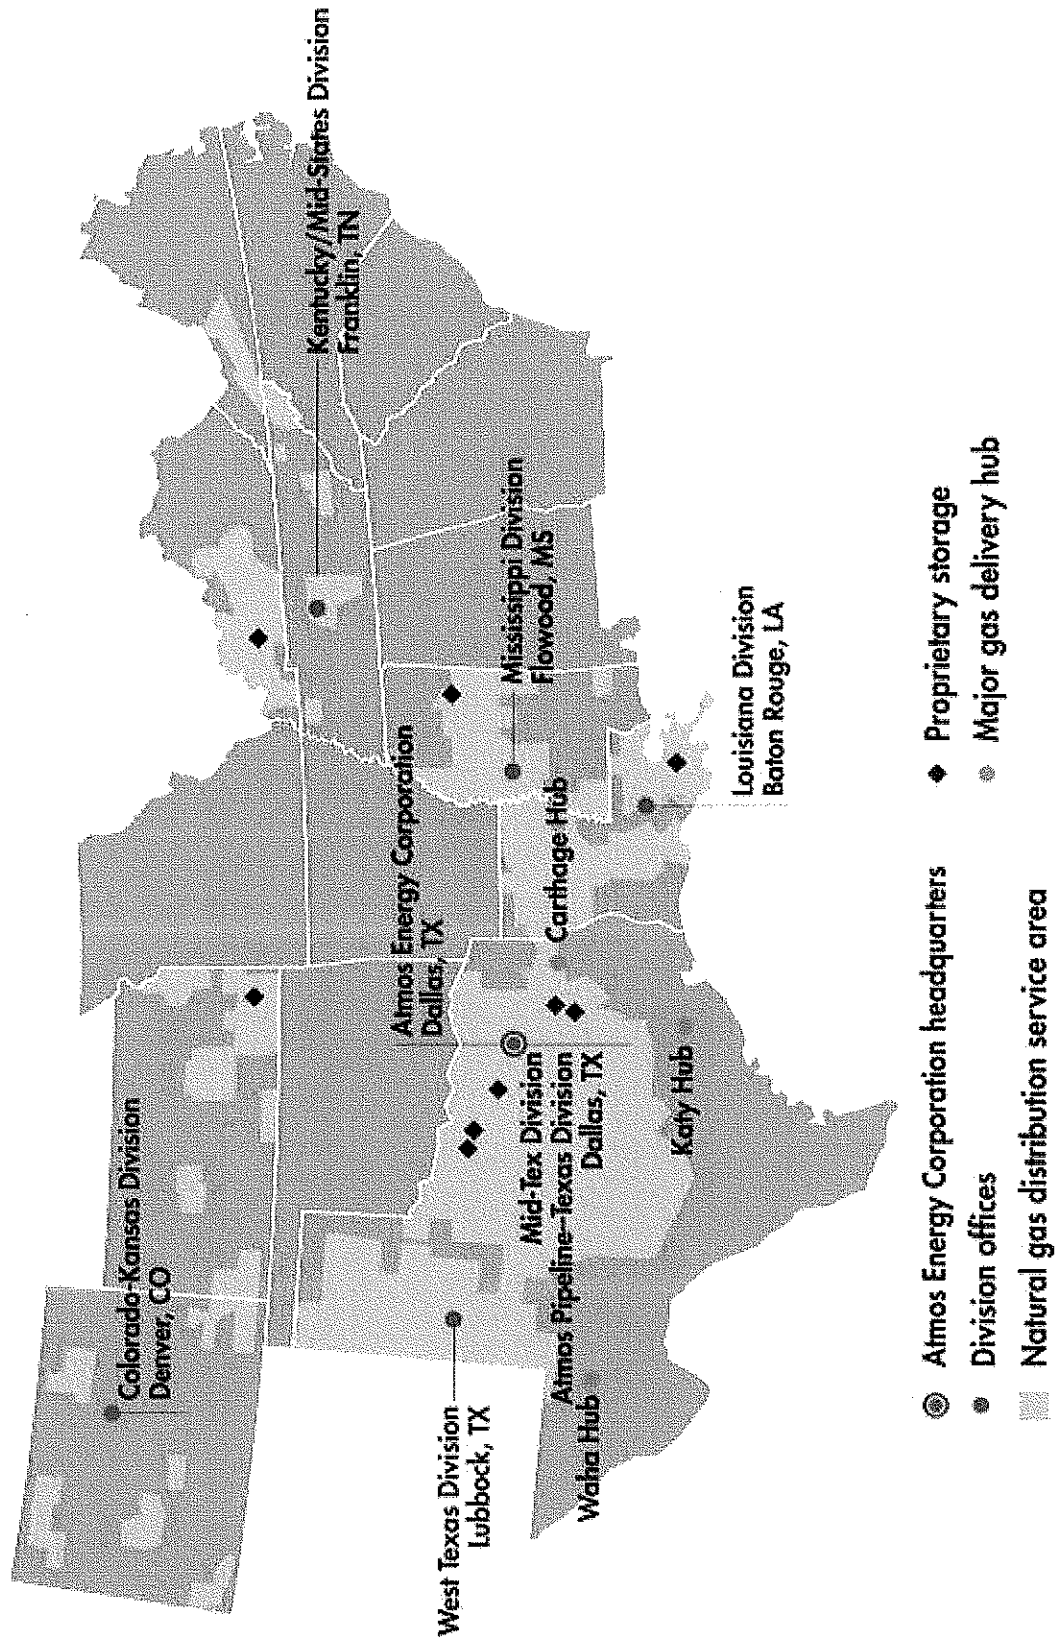 Colorado-Kansas Division
Denver, CO
Kentucky/Mid-States Division
Franklin, TN
Atmos Energy Corporation
Dallas, TX
West Texas Division
Lubbock, TX
Mississippi Division
Flowood, MS
Mid-Tex Division
Atmos Pipeline–Texas Division
Dallas, TX
Carthage Hub
Waha Hub
Katy Hub
Louisiana Division
Baton Rouge, LA
Atmos Energy Corporation headquarters
Division offices
Natural gas distribution service area
Proprietary storage
Major gas delivery hub